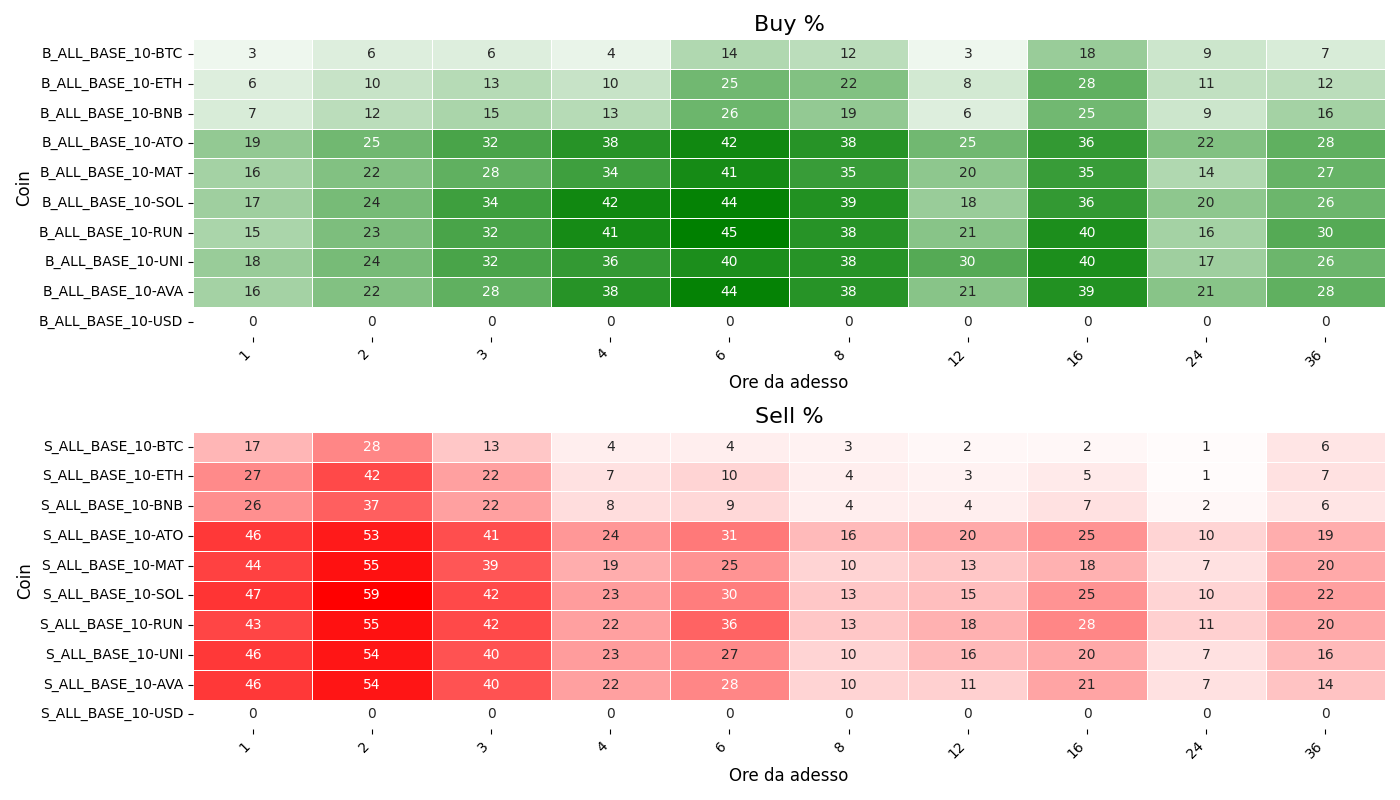 Buy %
Coin
B_ALL_BASE_10-BTC 3 6 6 4 14 12 3 18 9 7
B_ALL_BASE_10-ETH 6 10 13 10 25 22 8 28 11 12
B_ALL_BASE_10-BNB 7 12 15 13 26 19 6 25 9 16
B_ALL_BASE_10-ATO 19 25 32 38 42 38 25 36 22 28
B_ALL_BASE_10-MAT 16 22 28 34 41 35 20 35 14 27
B_ALL_BASE_10-SOL 17 24 34 42 44 39 18 36 20 26
B_ALL_BASE_10-RUN 15 23 32 41 45 38 21 40 16 30
B_ALL_BASE_10-UNI 18 24 32 36 40 38 30 40 17 26
B_ALL_BASE_10-AVA 16 22 28 38 44 38 21 39 21 28
B_ALL_BASE_10-USD 0 0 0 0 0 0 0 0 0 0
1 2 3 4 6 8 12 16 24 36
Ore da adesso
Sell %
Coin
S_ALL_BASE_10-BTC 17 28 13 4 4 3 2 2 1 6
S_ALL_BASE_10-ETH 27 42 22 7 10 4 3 5 1 7
S_ALL_BASE_10-BNB 26 37 22 8 9 4 4 7 2 6
S_ALL_BASE_10-ATO 46 53 41 24 31 16 20 25 10 19
S_ALL_BASE_10-MAT 44 55 39 19 25 10 13 18 7 20
S_ALL_BASE_10-SOL 47 59 42 23 30 13 15 25 10 22
S_ALL_BASE_10-RUN 43 55 42 22 36 13 18 28 11 20
S_ALL_BASE_10-UNI 46 54 40 23 27 10 16 20 7 16
S_ALL_BASE_10-AVA 46 54 40 22 28 10 11 21 7 14
S_ALL_BASE_10-USD 0 0 0 0 0 0 0 0 0 0
1 2 3 4 6 8 12 16 24 36
Ore da adesso